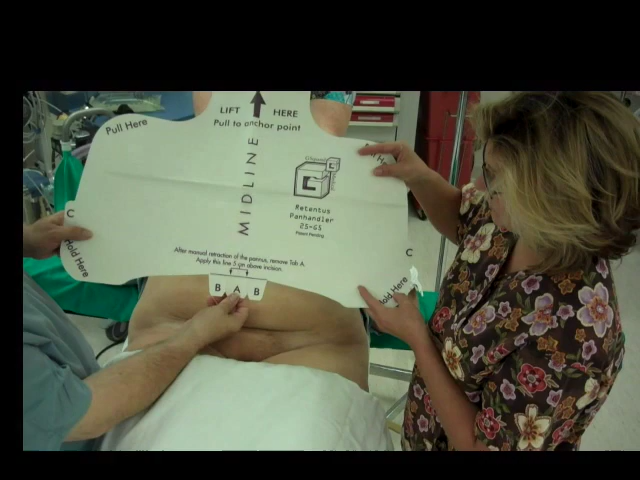 LIFT HERE
Pull to anchor point
Pull Here
MIDLINE
Retentus
Panhandler
Patent Pending
C
C
Hold Here
Hold Here
After manual retraction of the pannus, remove Tab A.
Apply this line 5 cm above incision.
B A B